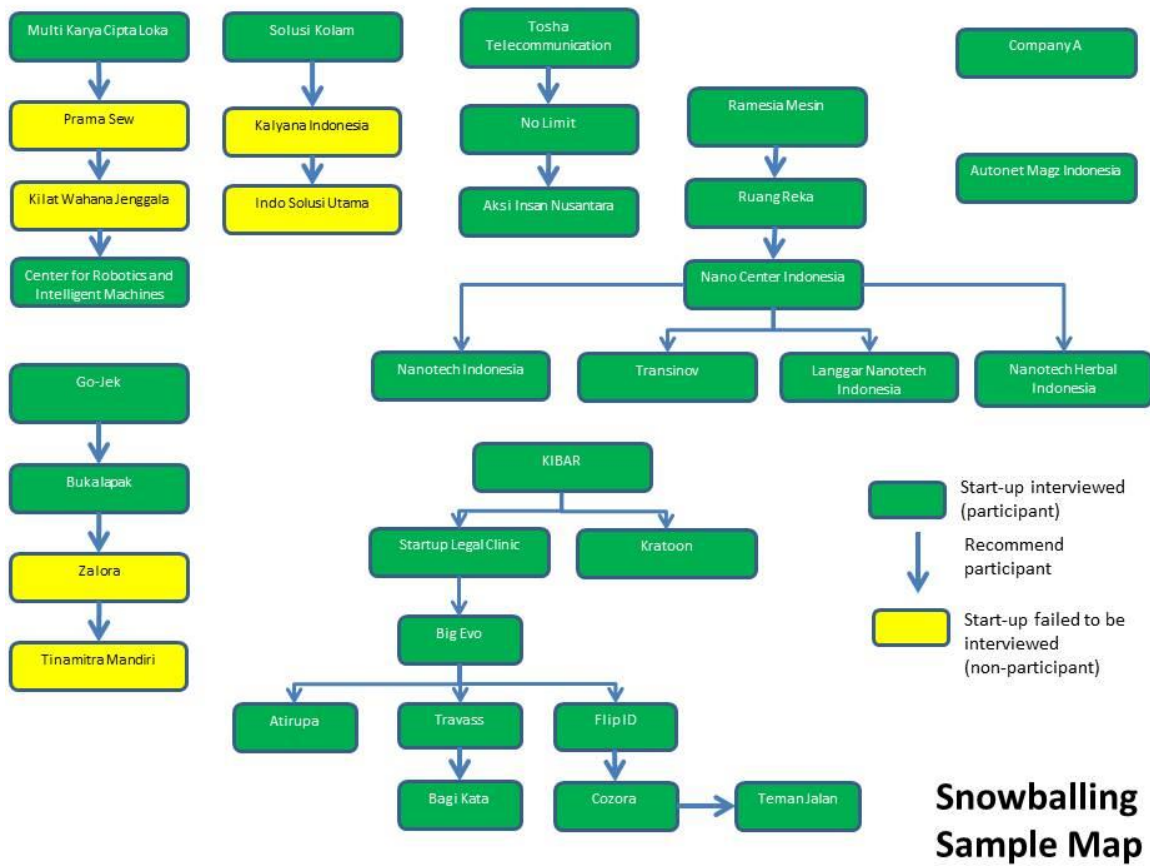 Multi Karya Cipta Loka
Prama Sew
Kilat Wahana Jenggala
Center for Robotics and
Intelligent Machines
Solusi Kolam
Kalyana Indonesia
Indo Solusi Utama
Tosha
Telecommunication
No Limit
Aksi Insan Nusantara
Ramesia Mesin
Ruang Reka
Nano Center Indonesia
Company A
Autonet Magz Indonesia
Nanotech Indonesia
Transinov
Langgar Nanotech
Indonesia
Nanotech Herbal
Indonesia
Go-Jek
Bukalapak
Zalora
Tinamitra Mandiri
KIBAR
Startup Legal Clinic
Kratoon
Big Evo
Atirupa
Travass
Flip ID
Bagi Kata
Cozora
Teman Jalan
Start-up interviewed
(participant)
Recommend
participant
Start-up failed to be
interviewed
(non-participant)
Snowballing
Sample Map